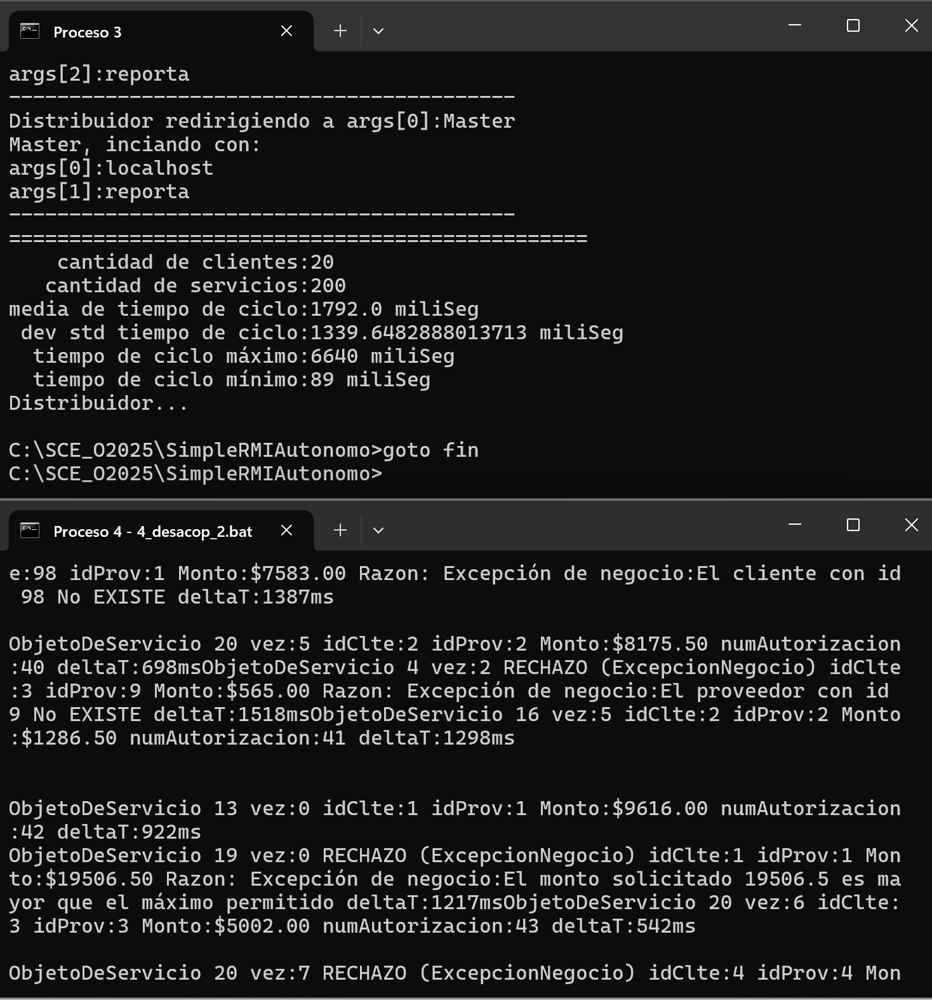 Proceso 3
args[2]:reporta
------------------------------------------
Distribuidor redirigiendo a args[0]:Master
Master, inciando con:
args[0]:localhost
args[1]:reporta
------------------------------------------
================================================
cantidad de clientes:20
cantidad de servicios:200
media de tiempo de ciclo:1792.0 miliSeg
dev std tiempo de ciclo:1339.6482888013713 miliSeg
tiempo de ciclo máximo:6640 miliSeg
tiempo de ciclo mínimo:89 miliSeg
Distribuidor...
C:\SCE_O2025\SimpleRMIAutonomo>goto fin
C:\SCE_O2025\SimpleRMIAutonomo>
Proceso 4 - 4_desacop_2.bat
e:98 idProv:1 Monto:$7583.00 Razon: Excepción de negocio:El cliente con id
98 No EXISTE deltaT:1387ms
ObjetoDeServicio 20 vez:5 idClte:2 idProv:2 Monto:$8175.50 numAutorizacion
:40 deltaT:698msObjetoDeServicio 4 vez:2 RECHAZO (ExcepcionNegocio) idClte
:3 idProv:9 Monto:$565.00 Razon: Excepción de negocio:El proveedor con id
9 No EXISTE deltaT:1518msObjetoDeServicio 16 vez:5 idClte:2 idProv:2 Monto
:$1286.50 numAutorizacion:41 deltaT:1298ms
ObjetoDeServicio 13 vez:0 idClte:1 idProv:1 Monto:$9616.00 numAutorizacion
:42 deltaT:922ms
ObjetoDeServicio 19 vez:0 RECHAZO (ExcepcionNegocio) idClte:1 idProv:1 Mon
to:$19506.50 Razon: Excepción de negocio:El monto solicitado 19506.5 es ma
yor que el máximo permitido deltaT:1217msObjetoDeServicio 20 vez:6 idClte:
3 idProv:3 Monto:$5002.00 numAutorizacion:43 deltaT:542ms
ObjetoDeServicio 20 vez:7 RECHAZO (ExcepcionNegocio) idClte:4 idProv:4 Mon